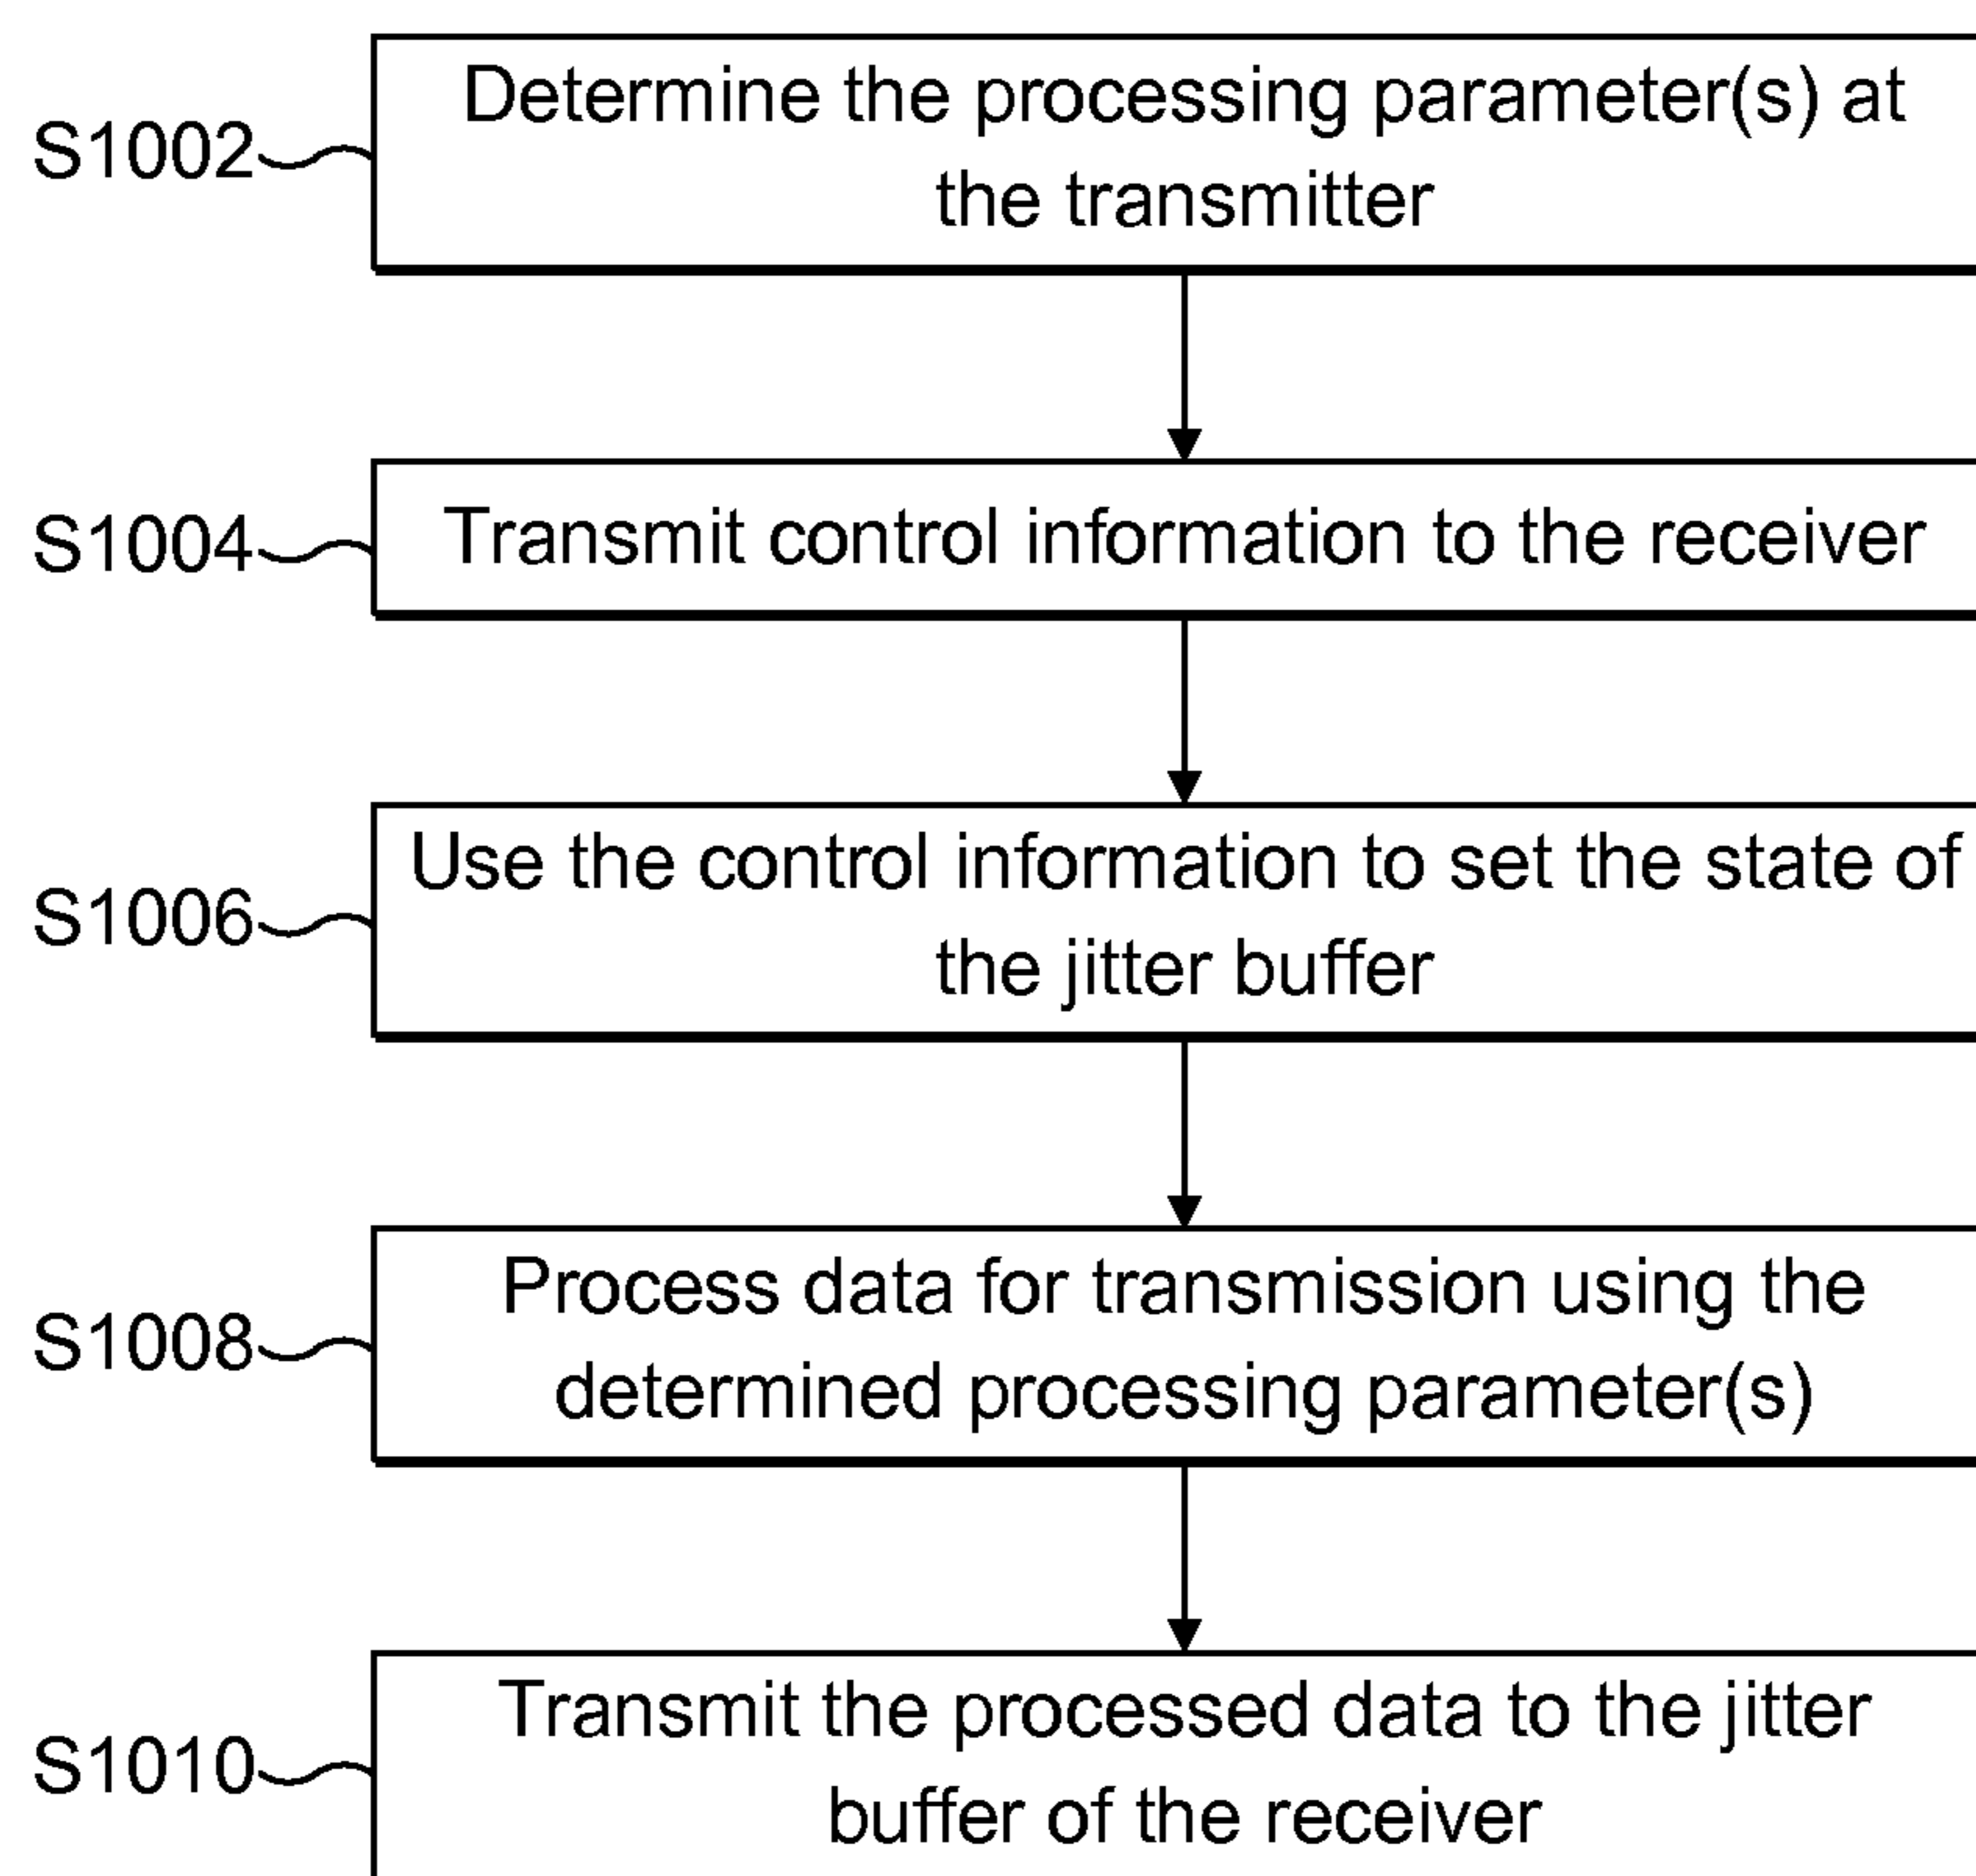 S1002
Determine the processing parameter(s) at
the transmitter
S1004
Transmit control information to the receiver
S1006
Use the control information to set the state of
the jitter buffer
S1008
Process data for transmission using the
determined processing parameter(s)
S1010
Transmit the processed data to the jitter
buffer of the receiver